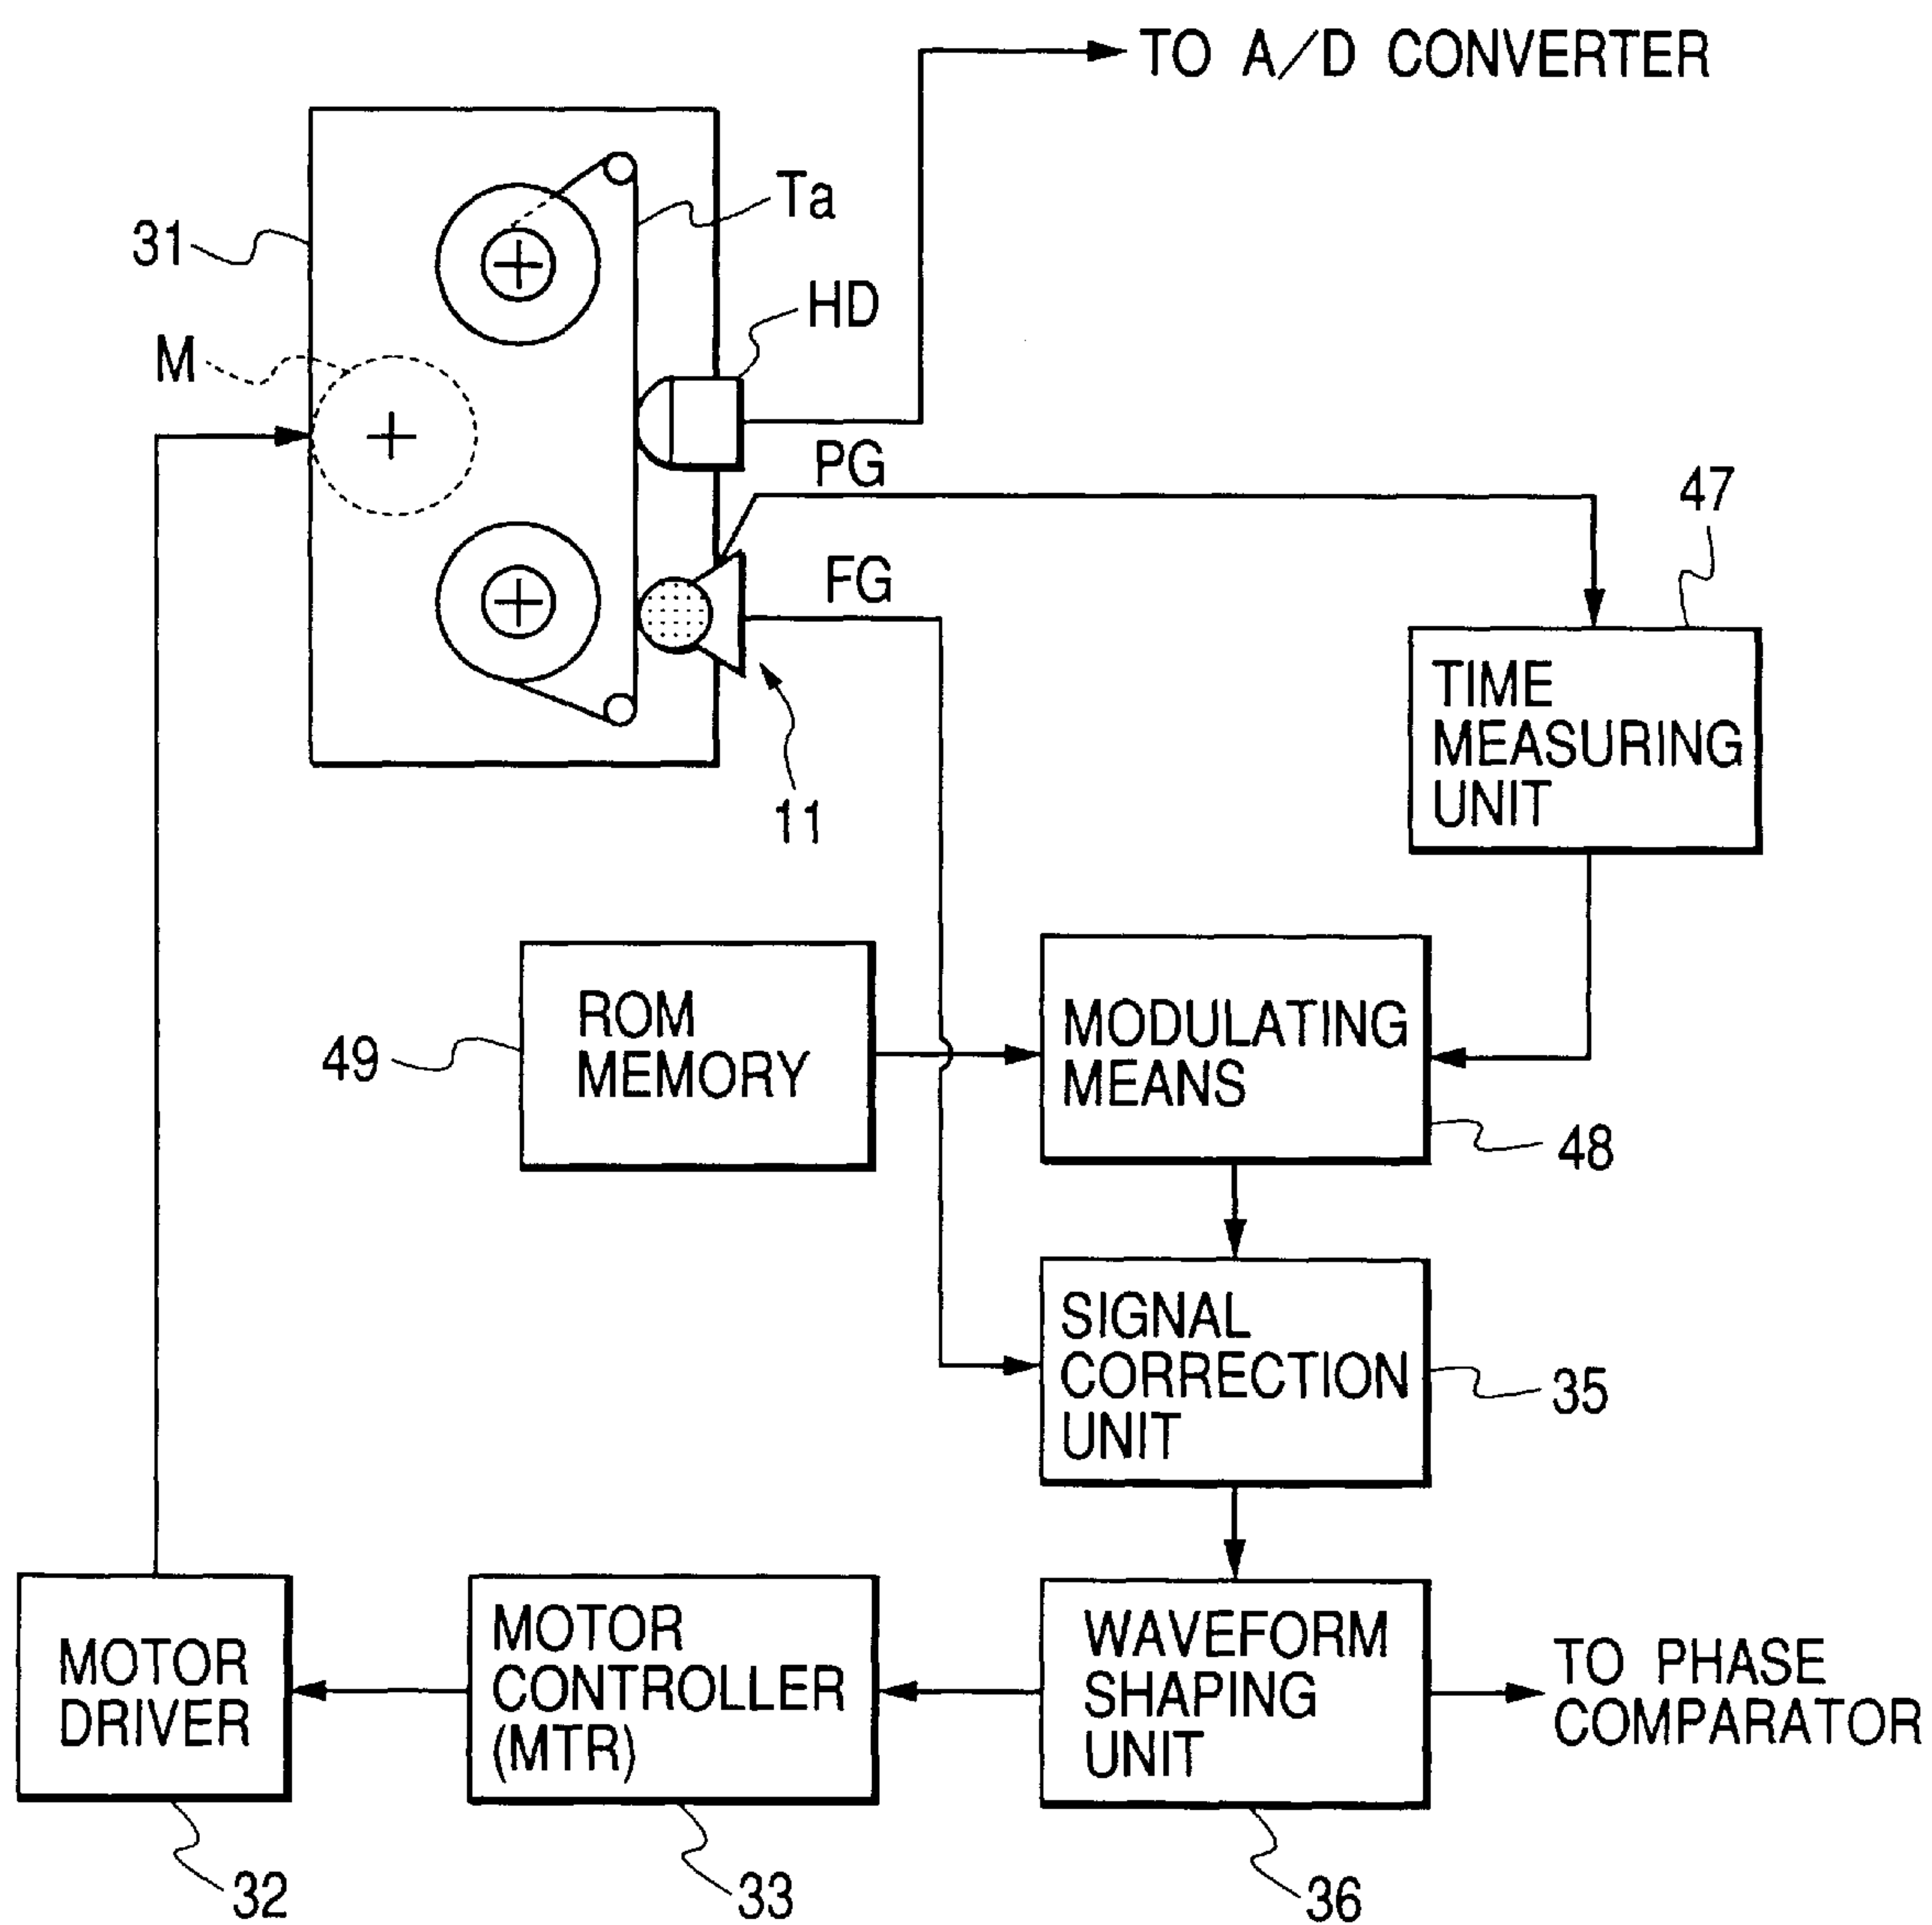 TO A/D CONVERTER
Ta
31
HD
M
PG
47
FG
TIME
MEASURING
UNIT
11
ROM
MEMORY
49
MODULATING
MEANS
48
SIGNAL
CORRECTION
UNIT
35
MOTOR
DRIVER
MOTOR
CONTROLLER
(MTR)
WAVEFORM
SHAPING
UNIT
TO PHASE
COMPARATOR
32
33
36